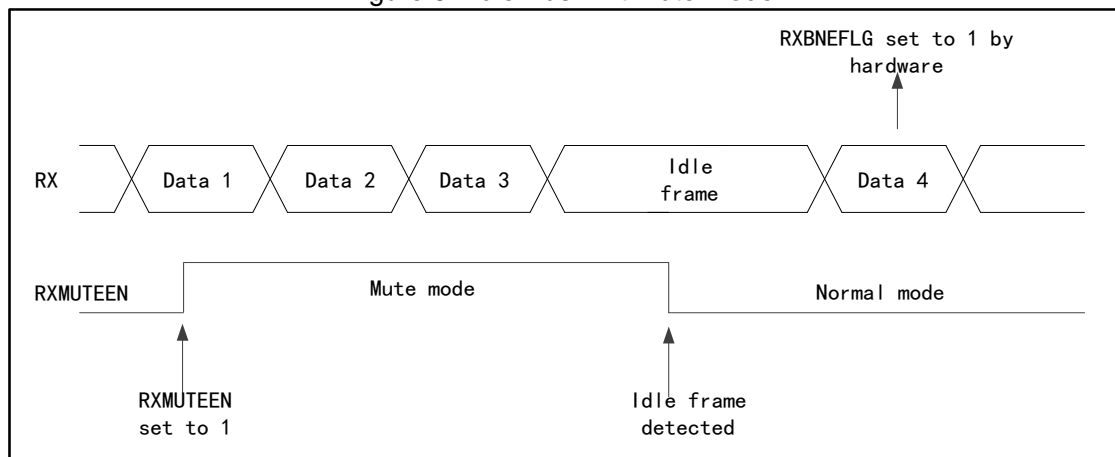 RXBNEFLG set to 1 by
hardware
RX
Data 1
Data 2
Data 3
Idle
frame
Data 4
RXMUTEEN
Mute mode
Normal mode
RXMUTEEN
set to 1
Idle frame
detected